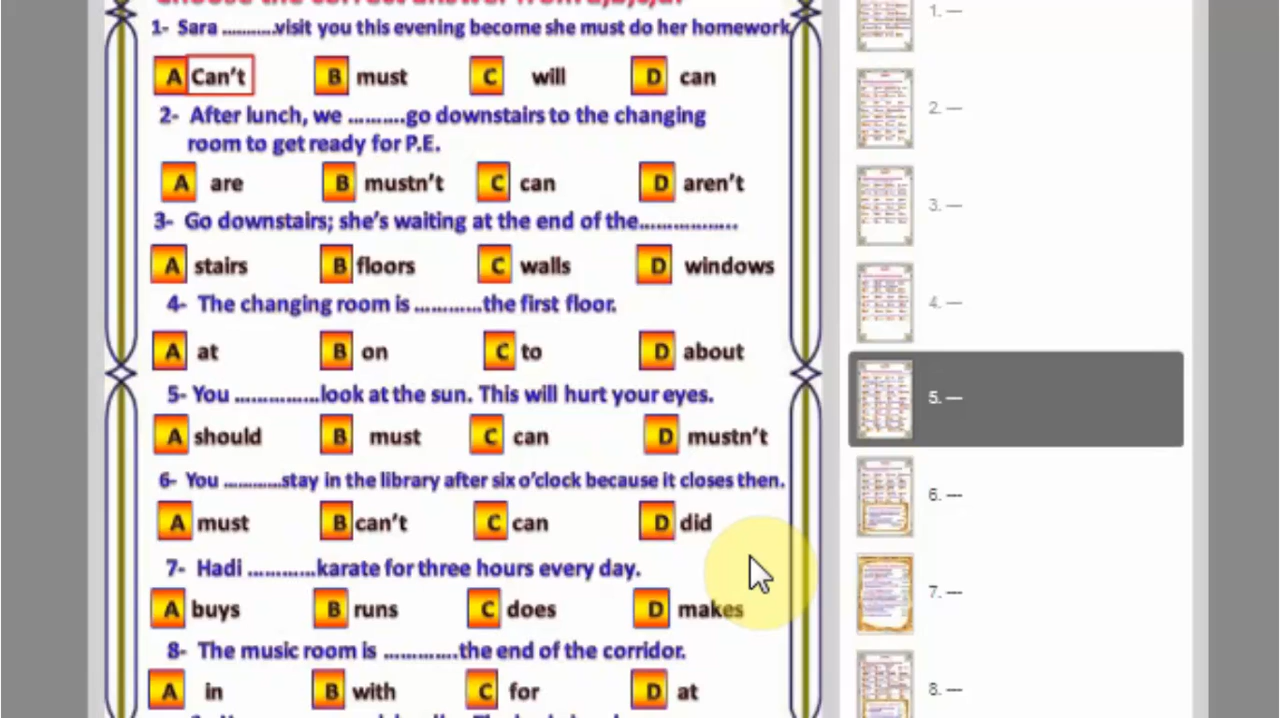 1- Sara ...........visit you this evening become she must do her homework
A Can't B must C will D can
2- After lunch, we ..........go downstairs to the changing
room to get ready for P.E.
A are B mustn't C can D aren't
3- Go downstairs; she's waiting at the end of the.................
A stairs B floors C walls D windows
4- The changing room is ............the first floor.
A at B on C to D about
5- You ...............look at the sun. This will hurt your eyes.
A should B must C can D mustn't
6- You ............stay in the library after six o'clock because it closes then.
A must B can't C can D did
7- Hadi ............karate for three hours every day.
A buys B runs C does D makes
8- The music room is .............the end of the corridor.
A in B with C for D at
1. —
2. —
3. —
4. —
5. —
6. —
7. —
8. —